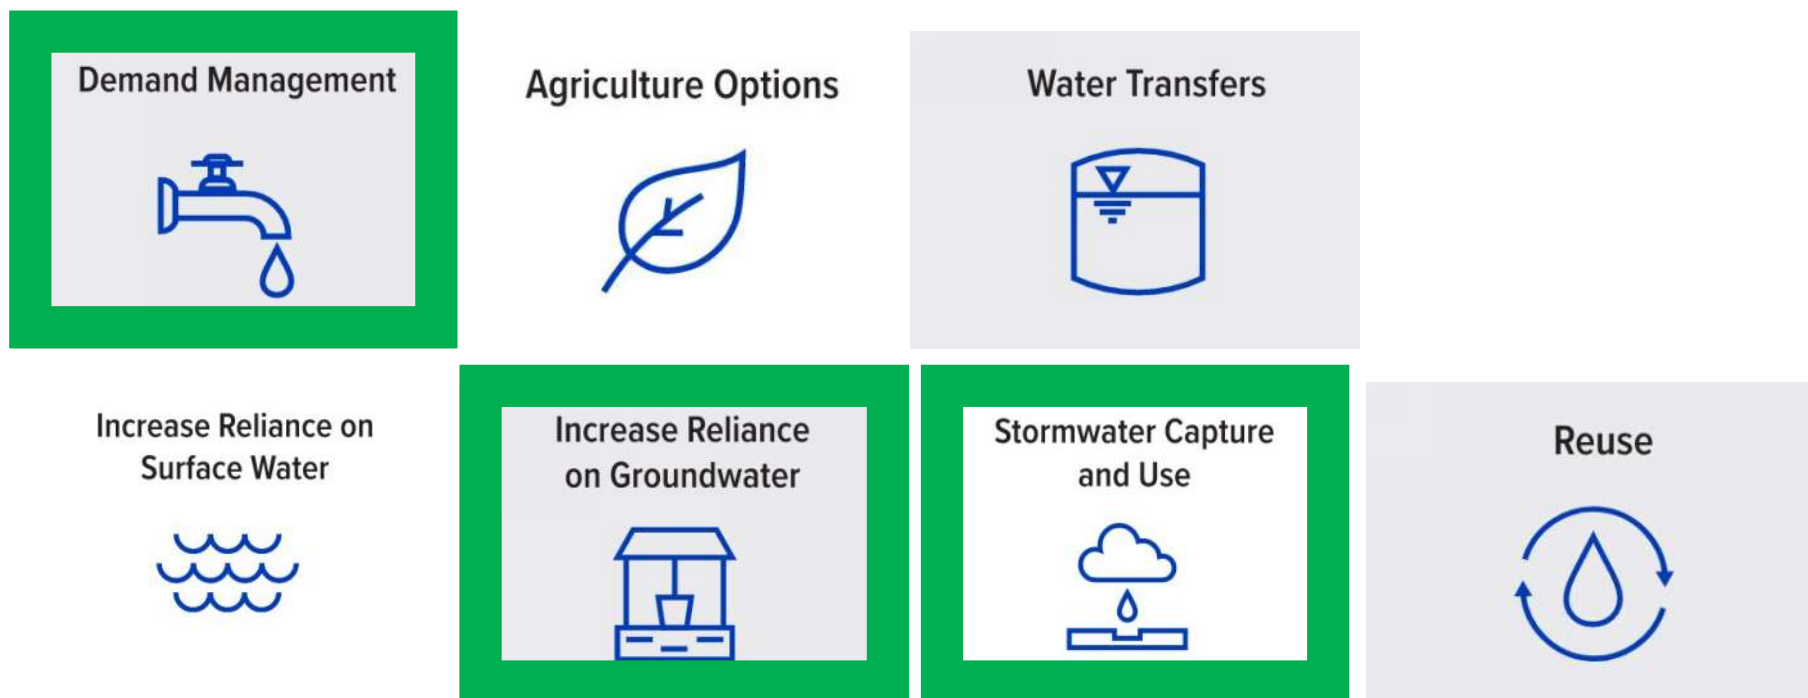 Demand Management
Agriculture Options
Water Transfers
Increase Reliance on
Surface Water
Increase Reliance
on Groundwater
Stormwater Capture
and Use
Reuse